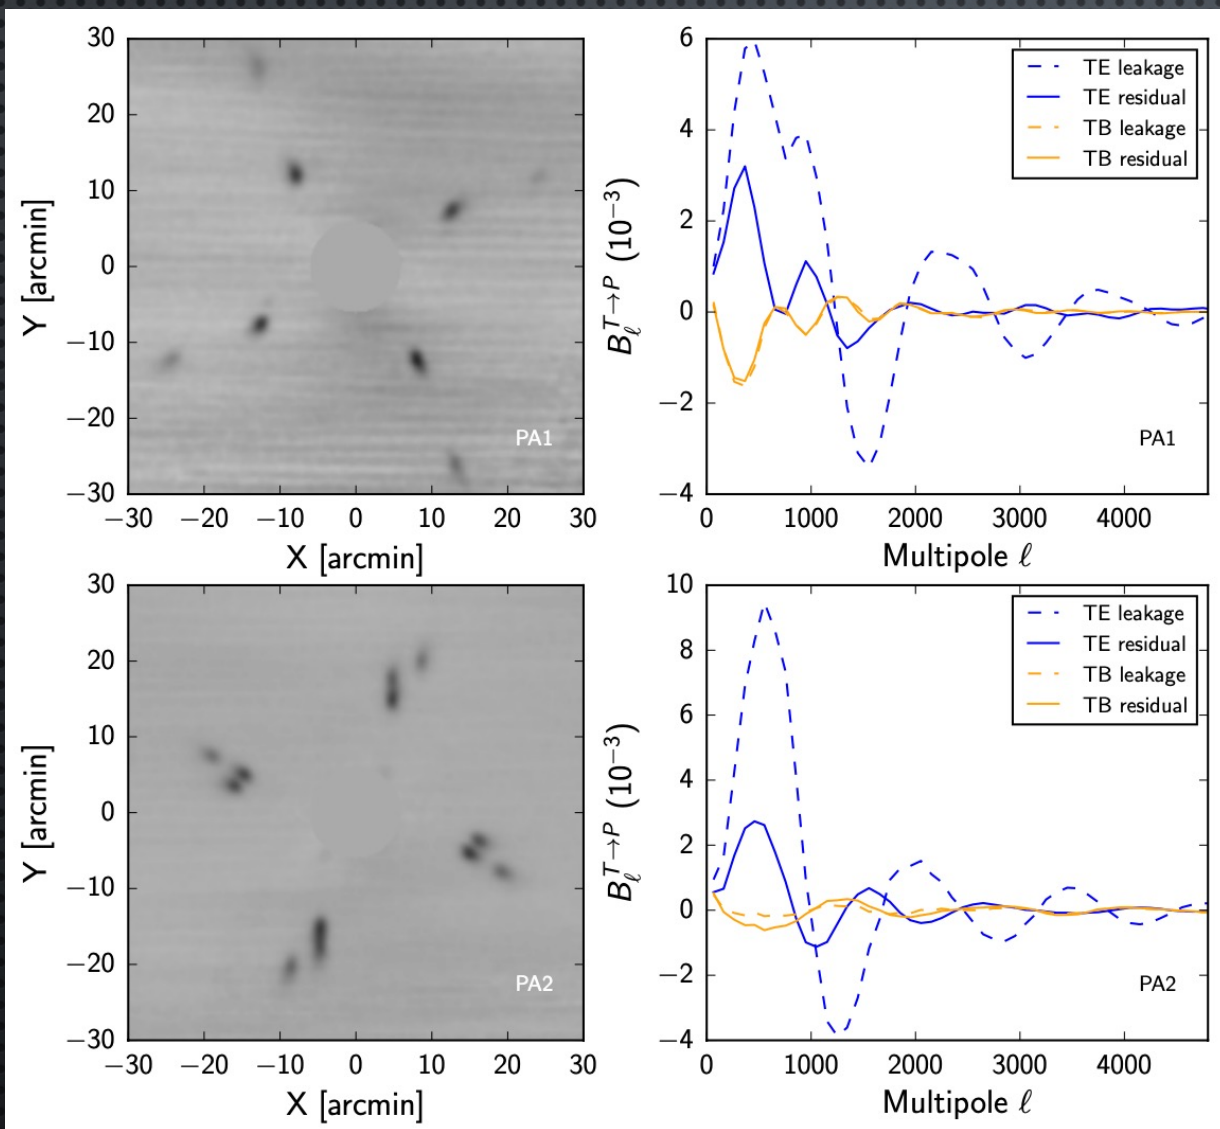 30
20
10
0
−10
−20
−30
Y [arcmin]
PA1
−30 −20 −10 0 10 20 30
X [arcmin]
6
4
2
0
−2
−4
B_ℓ^{T→P} (10^{−3})
TE leakage
TE residual
TB leakage
TB residual
PA1
0 1000 2000 3000 4000
Multipole ℓ
30
20
10
0
−10
−20
−30
Y [arcmin]
PA2
−30 −20 −10 0 10 20 30
X [arcmin]
10
8
6
4
2
0
−2
−4
B_ℓ^{T→P} (10^{−3})
TE leakage
TE residual
TB leakage
TB residual
PA2
0 1000 2000 3000 4000
Multipole ℓ